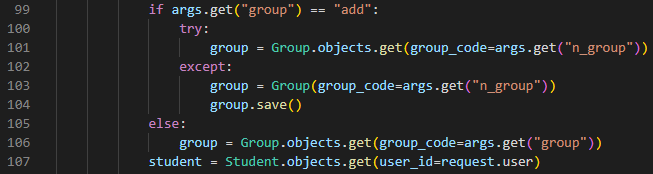 99 if args.get("group") == "add":
100 try:
101 group = Group.objects.get(group_code=args.get("n_group"))
102 except:
103 group = Group(group_code=args.get("n_group"))
104 group.save()
105 else:
106 group = Group.objects.get(group_code=args.get("group"))
107 student = Student.objects.get(user_id=request.user)